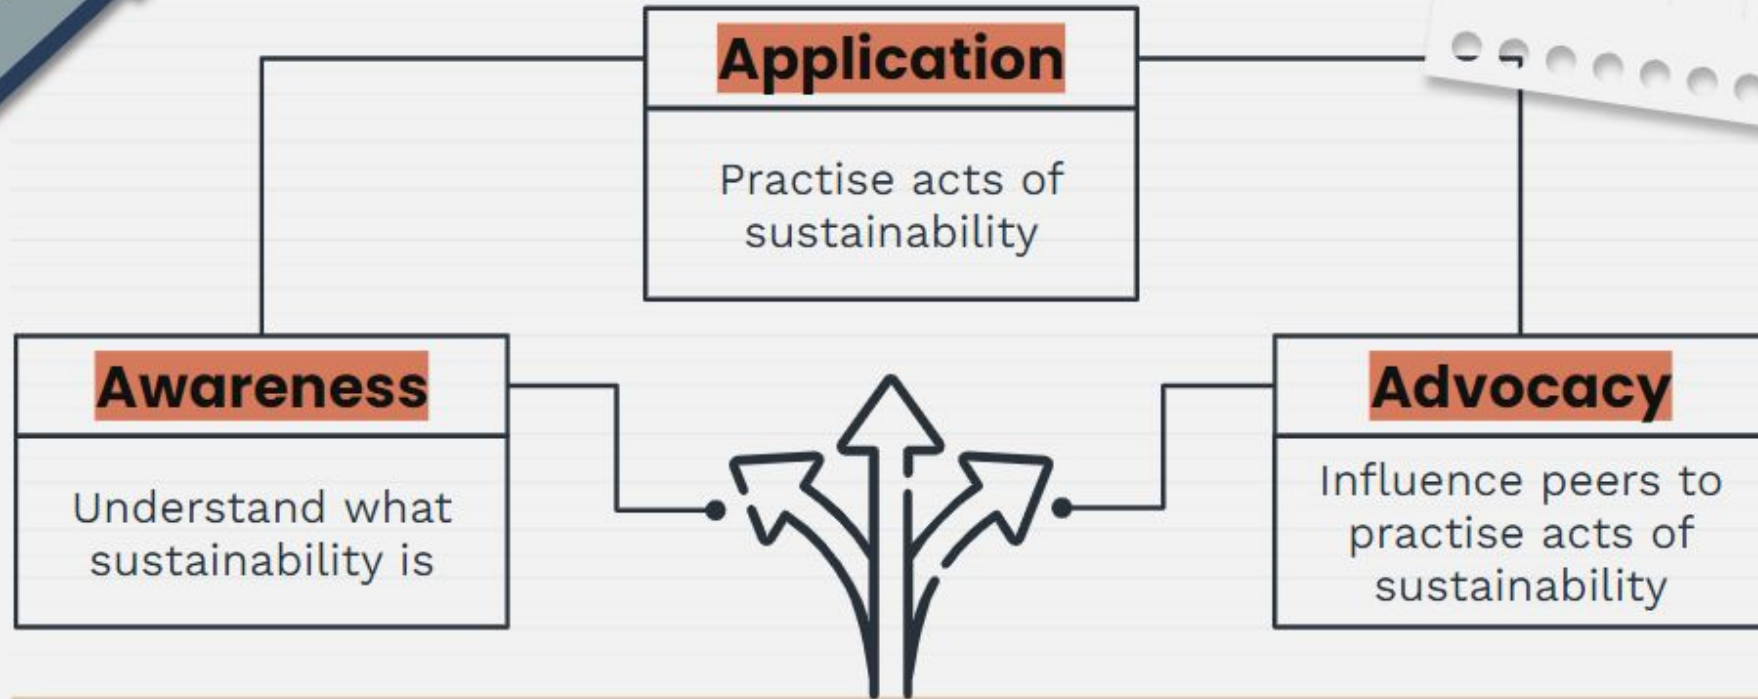 Application
Practise acts of
sustainability
Awareness
Understand what
sustainability is
Advocacy
Influence peers to
practise acts of
sustainability